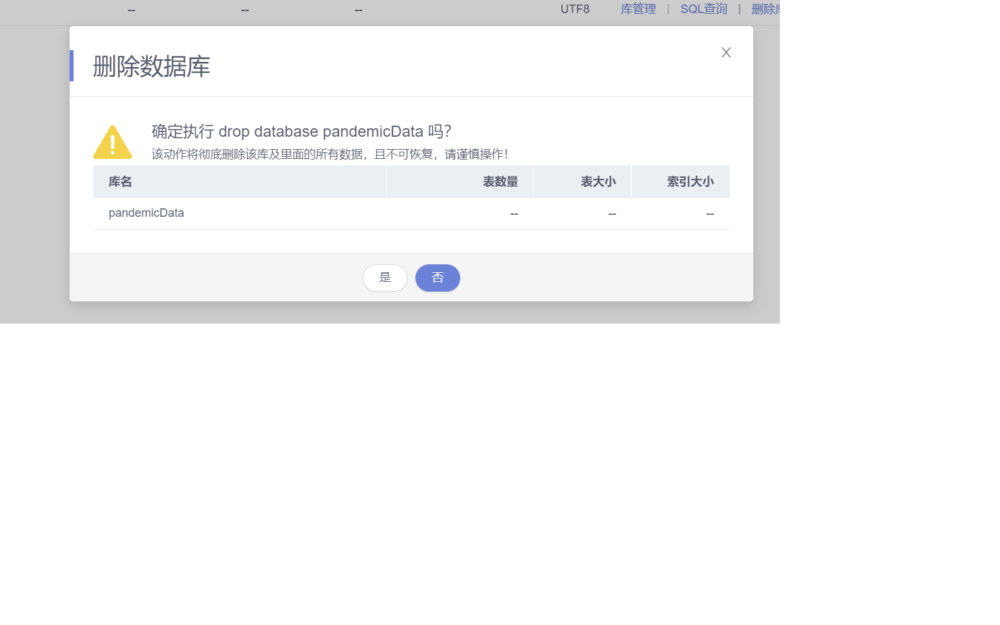 -- -- -- UTF8 库管理 | SQL查询 | 删除库
删除数据库
X
确定执行 drop database pandemicData 吗?
该动作将彻底删除该库及里面的所有数据，且不可恢复，请谨慎操作！
库名 表数量 表大小 索引大小
pandemicData -- -- --
是 否